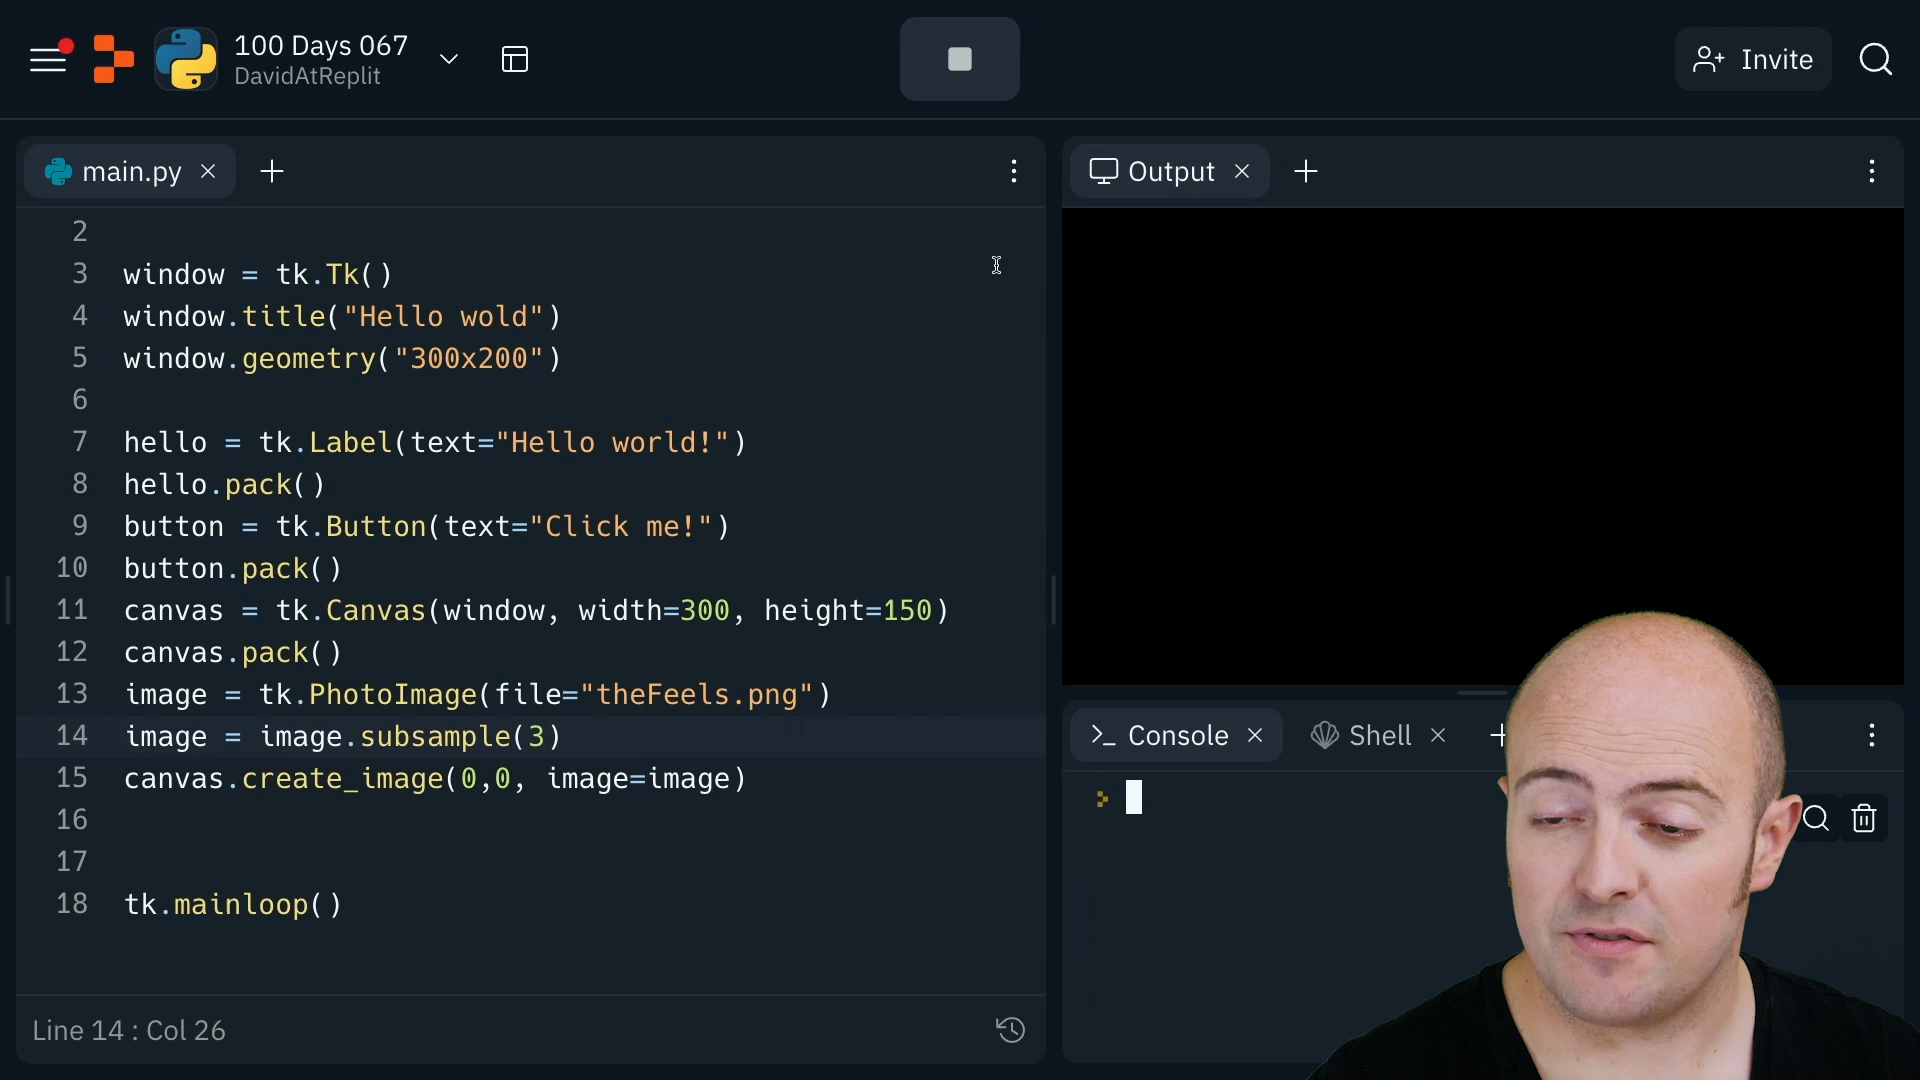 100 Days 067
DavidAtReplit
Invite
main.py
Output
2
3 window = tk.Tk()
4 window.title("Hello wold")
5 window.geometry("300x200")
6
7 hello = tk.Label(text="Hello world!")
8 hello.pack()
9 button = tk.Button(text="Click me!")
10 button.pack()
11 canvas = tk.Canvas(window, width=300, height=150)
12 canvas.pack()
13 image = tk.PhotoImage(file="theFeels.png")
14 image = image.subsample(3)
15 canvas.create_image(0,0, image=image)
16
17
18 tk.mainloop()
Line 14 : Col 26
Console
Shell